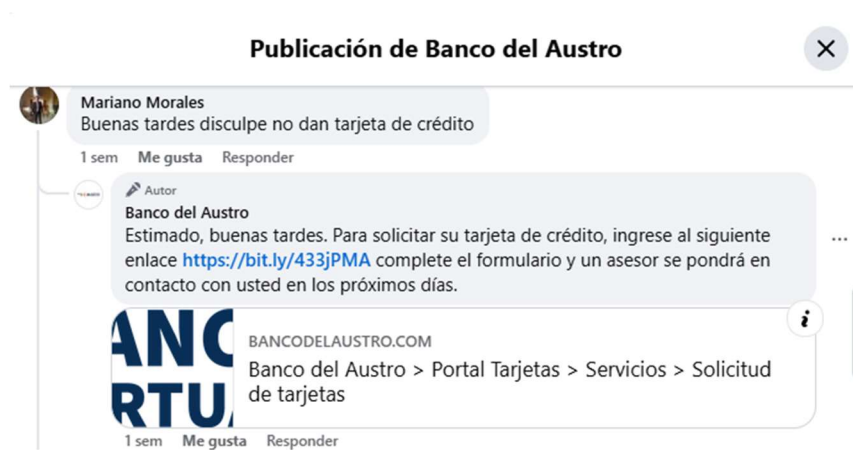 Publicación de Banco del Austro
Mariano Morales
Buenas tardes disculpe no dan tarjeta de crédito
1 sem Me gusta Responder
Autor
Banco del Austro
Estimado, buenas tardes. Para solicitar su tarjeta de crédito, ingrese al siguiente
enlace https://bit.ly/433jPMA complete el formulario y un asesor se pondrá en
contacto con usted en los próximos días.
ANC
RTU
BANCODELAUSTRO.COM
Banco del Austro > Portal Tarjetas > Servicios > Solicitud
de tarjetas
1 sem Me gusta Responder